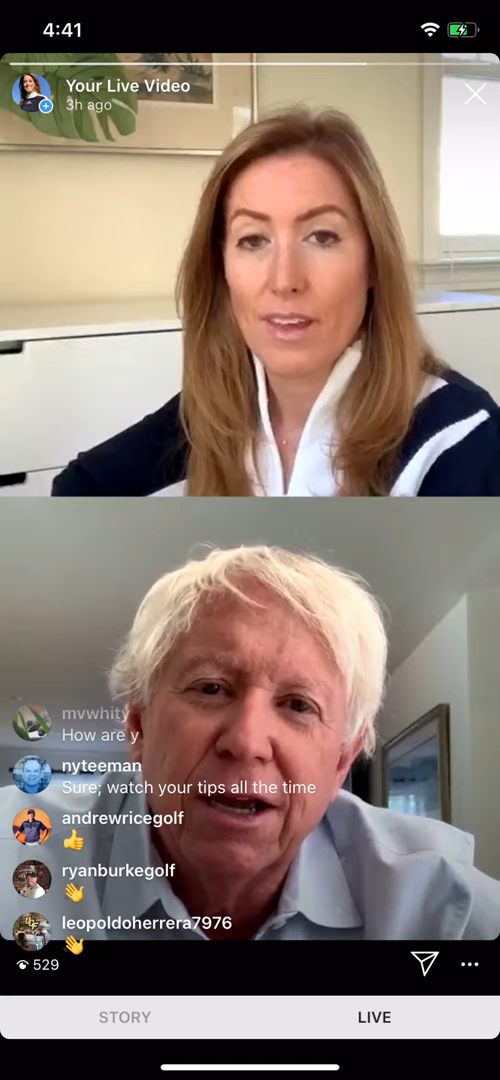 4:41
Your Live Video
3h ago
mvwhity
How are y
nyteeman
Sure; watch your tips all the time
andrewricegolf
👍
ryanburkegolf
👋
leopoldoherrera7976
👋
529
STORY
LIVE